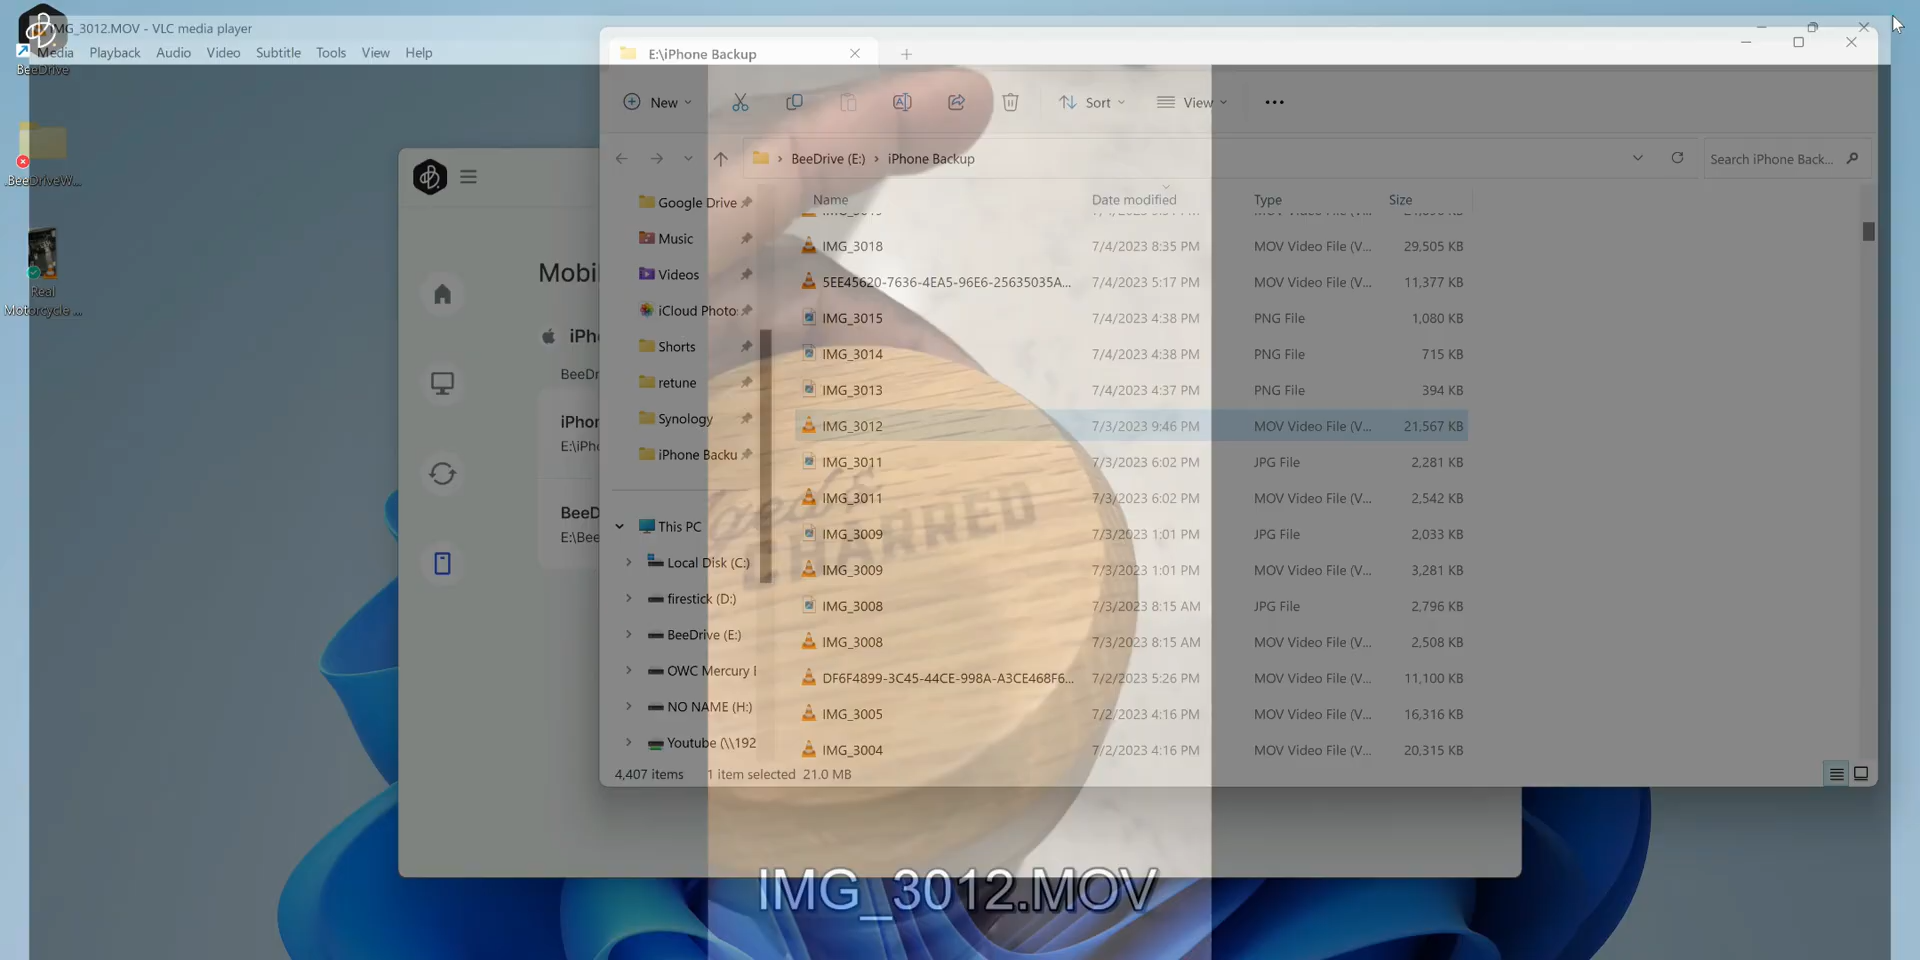 IMG_3012.MOV - VLC media player
Media Playback Audio Video Subtitle Tools View Help
BeeDrive
.BeeDriveW...
Real
Motorcycle ...
E:\iPhone Backup
New
Sort
View
BeeDrive (E:) > iPhone Backup
Search iPhone Back...
Name Date modified Type Size
Google Drive
Music
Videos
iCloud Photo
Shorts
retune
Synology
iPhone Backu
This PC
Local Disk (C:)
firestick (D:)
BeeDrive (E:)
OWC Mercury
NO NAME (H:)
Youtube (\\192
IMG_3018 7/4/2023 8:35 PM MOV Video File (V... 29,505 KB
5EE45620-7636-4EA5-96E6-25635035A... 7/4/2023 5:17 PM MOV Video File (V... 11,377 KB
IMG_3015 7/4/2023 4:38 PM PNG File 1,080 KB
IMG_3014 7/4/2023 4:38 PM PNG File 715 KB
IMG_3013 7/4/2023 4:37 PM PNG File 394 KB
IMG_3012 7/3/2023 9:46 PM MOV Video File (V... 21,567 KB
IMG_3011 7/3/2023 6:02 PM JPG File 2,281 KB
IMG_3011 7/3/2023 6:02 PM MOV Video File (V... 2,542 KB
IMG_3009 7/3/2023 1:01 PM JPG File 2,033 KB
IMG_3009 7/3/2023 1:01 PM MOV Video File (V... 3,281 KB
IMG_3008 7/3/2023 8:15 AM JPG File 2,796 KB
IMG_3008 7/3/2023 8:15 AM MOV Video File (V... 2,508 KB
DF6F4899-3C45-44CE-998A-A3CE468F6... 7/2/2023 5:26 PM MOV Video File (V... 11,100 KB
IMG_3005 7/2/2023 4:16 PM MOV Video File (V... 16,316 KB
IMG_3004 7/2/2023 4:16 PM MOV Video File (V... 20,315 KB
4,407 items 1 item selected 21.0 MB
Mobil
iPh
BeeDr
iPhon
E:\iPh
BeeD
E:\Bee
CHARRED
IMG_3012.MOV